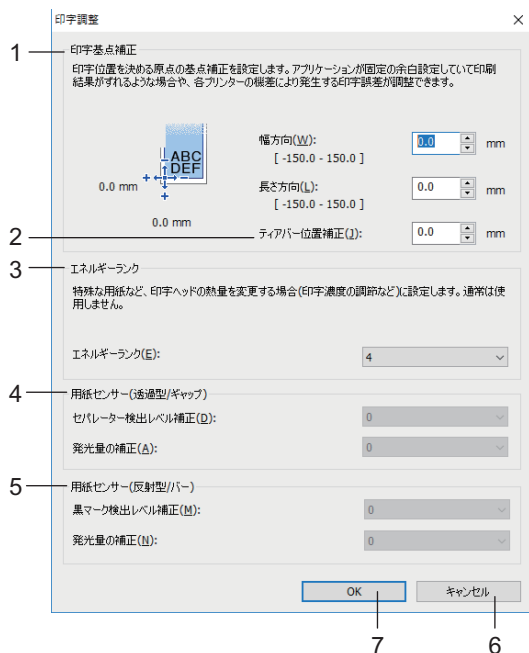 印字調整
1
印字基点補正
印字位置を決める原点の基点補正を設定します。アプリケーションが固定の余白設定していて印刷
結果がずれるような場合や、各プリンターの機差により発生する印字誤差が調整できます。
ABC
DEF
0.0 mm
0.0 mm
幅方向(W): 0.0 mm
[ -150.0 - 150.0 ]
長さ方向(L): 0.0 mm
[ -150.0 - 150.0 ]
2
ティアバー位置補正(J): 0.0 mm
3
エネルギーランク
特殊な用紙など、印字ヘッドの熱量を変更する場合(印字濃度の調節など)に設定します。通常は使
用しません。
エネルギーランク(E): 4
4
用紙センサー(透過型/ギャップ)
セパレーター検出レベル補正(D): 0
発光量の補正(A): 0
5
用紙センサー(反射型/バー)
黒マーク検出レベル補正(M): 0
発光量の補正(N): 0
OK キャンセル
7 6